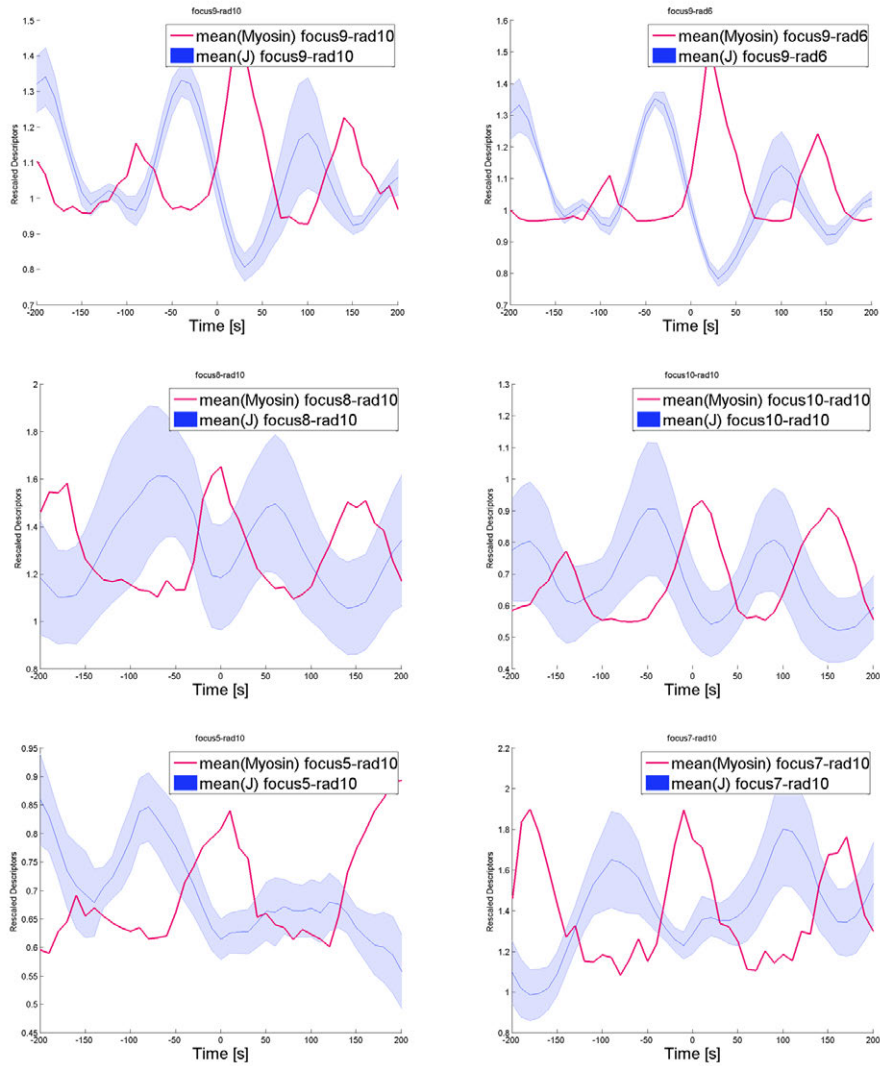 focus9-rad10
mean(Myosin) focus9-rad10
mean(J) focus9-rad10
Rescaled Descriptors
1.5
1.4
1.3
1.2
1.1
1
0.9
0.8
0.7
-200 -150 -100 -50 0 50 100 150 200
Time [s]
focus9-rad6
mean(Myosin) focus9-rad6
mean(J) focus9-rad6
Rescaled Descriptors
1.6
1.5
1.4
1.3
1.2
1.1
1
0.9
0.8
0.7
-200 -150 -100 -50 0 50 100 150 200
Time [s]
focus8-rad10
mean(Myosin) focus8-rad10
mean(J) focus8-rad10
Rescaled Descriptors
2
1.8
1.6
1.4
1.2
1
0.8
-200 -150 -100 -50 0 50 100 150 200
Time [s]
focus10-rad10
mean(Myosin) focus10-rad10
mean(J) focus10-rad10
Rescaled Descriptors
1.3
1.2
1.1
1
0.9
0.8
0.7
0.6
0.5
0.4
-200 -150 -100 -50 0 50 100 150 200
Time [s]
focus5-rad10
mean(Myosin) focus5-rad10
mean(J) focus5-rad10
Rescaled Descriptors
0.95
0.9
0.85
0.8
0.75
0.7
0.65
0.6
0.55
0.5
0.45
-200 -150 -100 -50 0 50 100 150 200
Time [s]
focus7-rad10
mean(Myosin) focus7-rad10
mean(J) focus7-rad10
Rescaled Descriptors
2.2
2
1.8
1.6
1.4
1.2
1
0.8
-200 -150 -100 -50 0 50 100 150 200
Time [s]